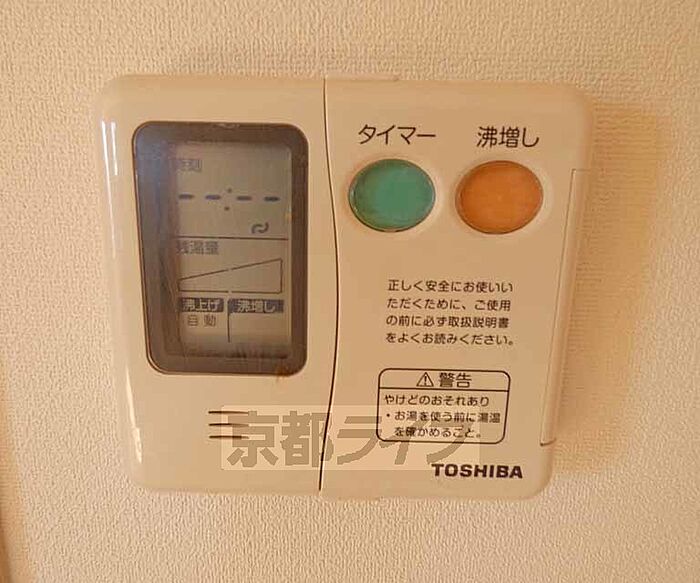 時刻
--:--
残湯量
沸上げ 沸増し
自動
タイマー 沸増し
正しく安全にお使いい
ただくために、ご使用
の前に必ず取扱説明書
をよくお読みください。
⚠警告
やけどのおそれあり
・お湯を使う前に湯温
を確かめること。
TOSHIBA
京都ライフ